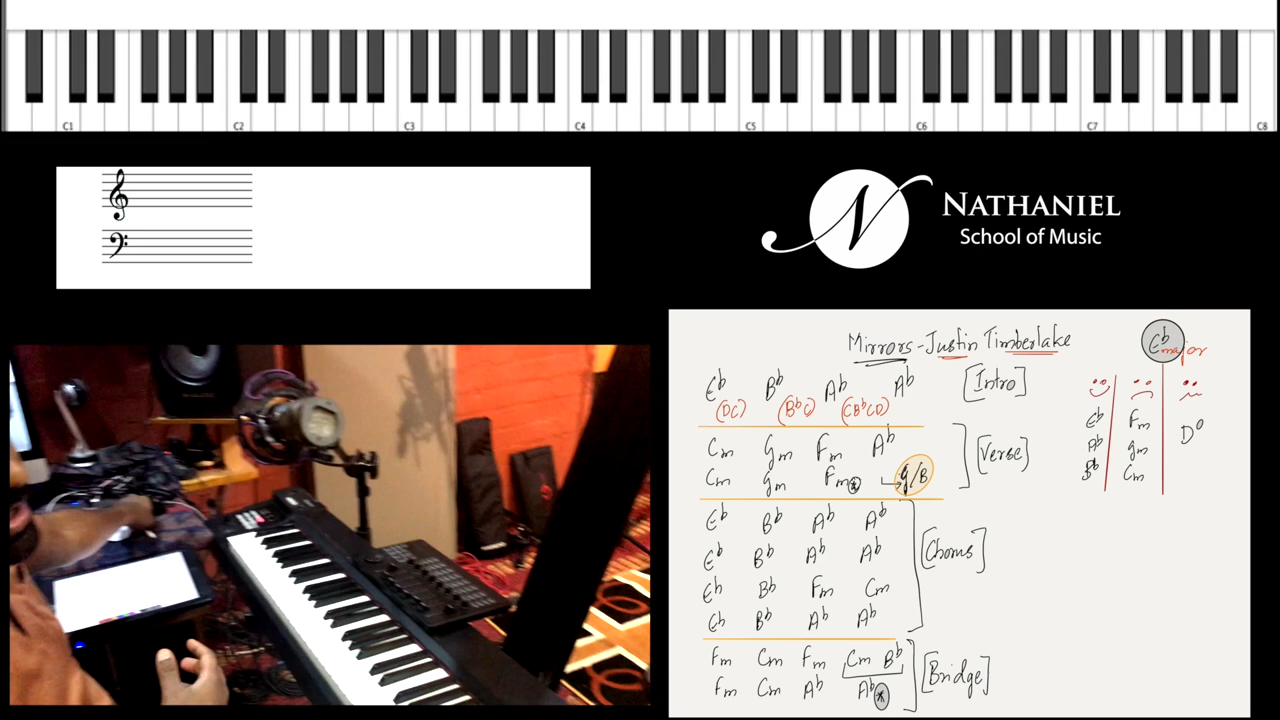 C1 C2 C3 C4 C5 C6 C7 C8
NATHANIEL
School of Music
Mirrors - Justin Timberlake
Eb major
Eb Bb Ab Ab [Intro]
(DC) (BbC) (CBbCD)
Cm Gm Fm Ab
Cm gm Fm* G/B
[Verse]
Eb Bb Ab Ab
Eb Bb Ab Ab
[Chorus]
Eb Bb Fm Cm
Eb Bb Ab Ab
Fm Cm Fm Cm Bb
Fm Cm Ab Ab*
[Bridge]
Eb Fm D°
Ab gm
Bb Cm